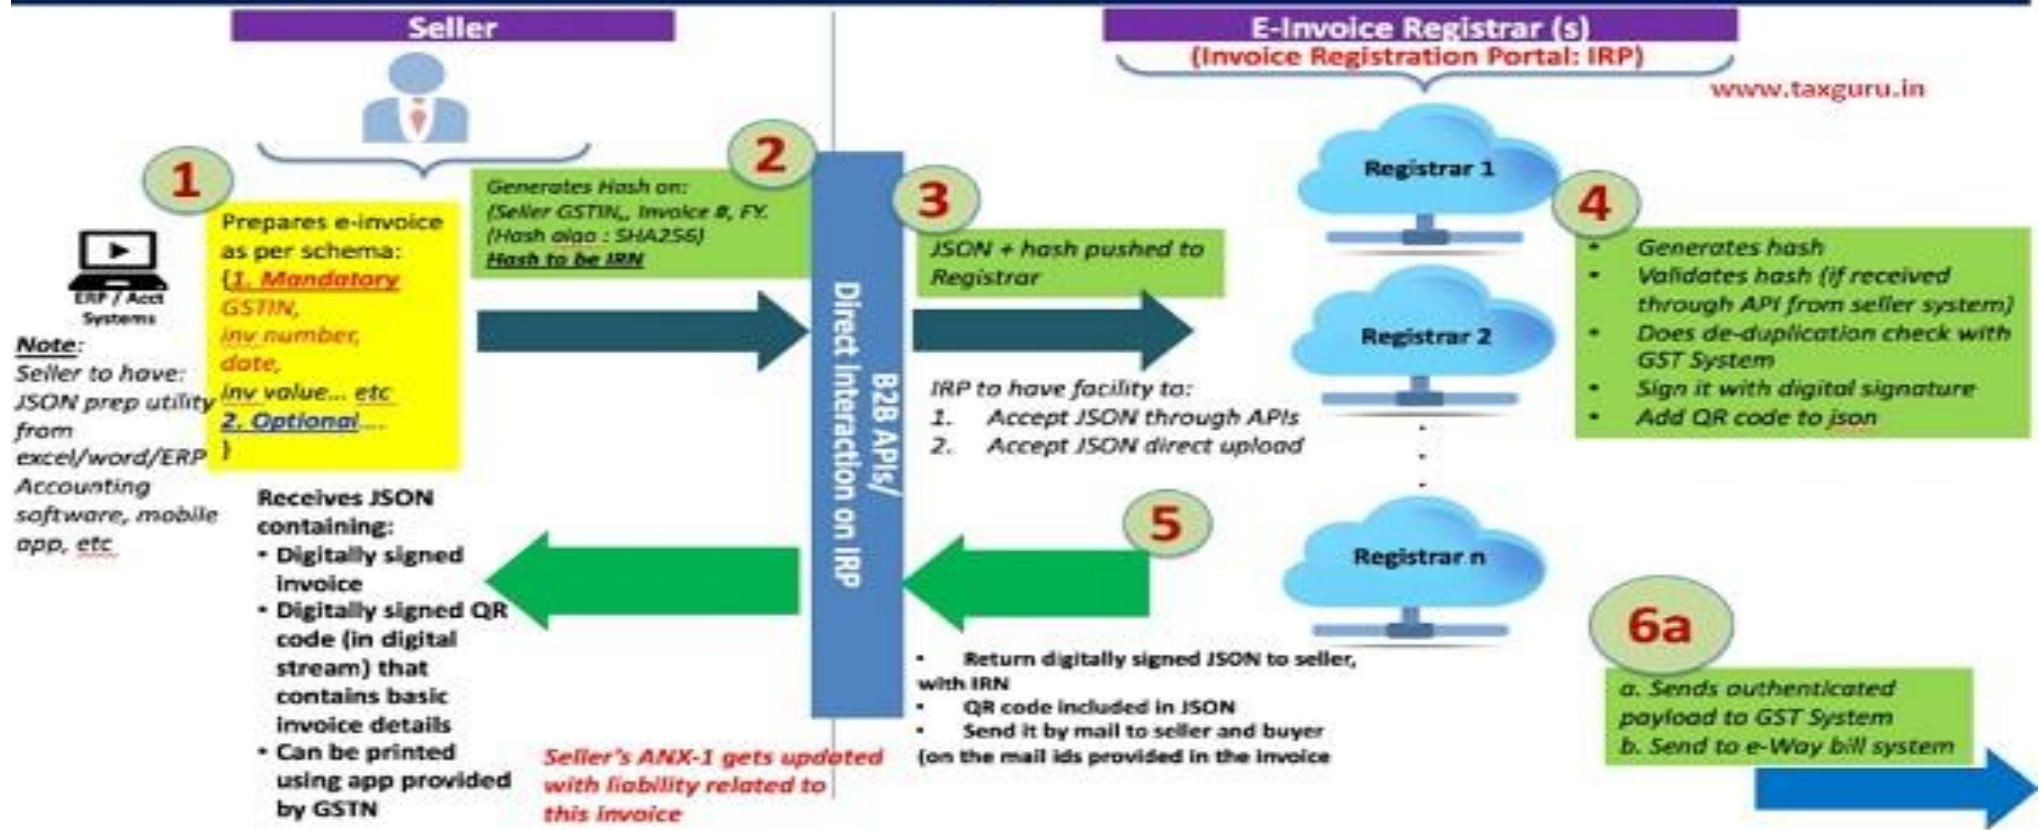 Seller
E-Invoice Registrar (s)
(Invoice Registration Portal: IRP)
www.taxguru.in
1
Prepares e-invoice
as per schema:
{1. Mandatory
GSTIN,
inv number,
date,
inv value... etc
2. Optional....
}
ERP / Acct
Systems
Note:
Seller to have:
JSON prep utility
from
excel/word/ERP
Accounting
software, mobile
app, etc
2
Generates Hash on:
(Seller GSTIN,, Invoice #, FY.
(Hash algo : SHA256)
Hash to be IRN
B2B APIs/
Direct Interaction on IRP
3
JSON + hash pushed to
Registrar
IRP to have facility to:
1. Accept JSON through APIs
2. Accept JSON direct upload
Registrar 1
Registrar 2
Registrar n
4
• Generates hash
• Validates hash (if received
through API from seller system)
• Does de-duplication check with
GST System
• Sign it with digital signature
• Add QR code to json
5
• Return digitally signed JSON to seller,
with IRN
• QR code included in JSON
• Send it by mail to seller and buyer
(on the mail ids provided in the invoice
Receives JSON
containing:
• Digitally signed
invoice
• Digitally signed QR
code (in digital
stream) that
contains basic
invoice details
• Can be printed
using app provided
by GSTN
Seller's ANX-1 gets updated
with liability related to
this invoice
6a
a. Sends authenticated
payload to GST System
b. Send to e-Way bill system